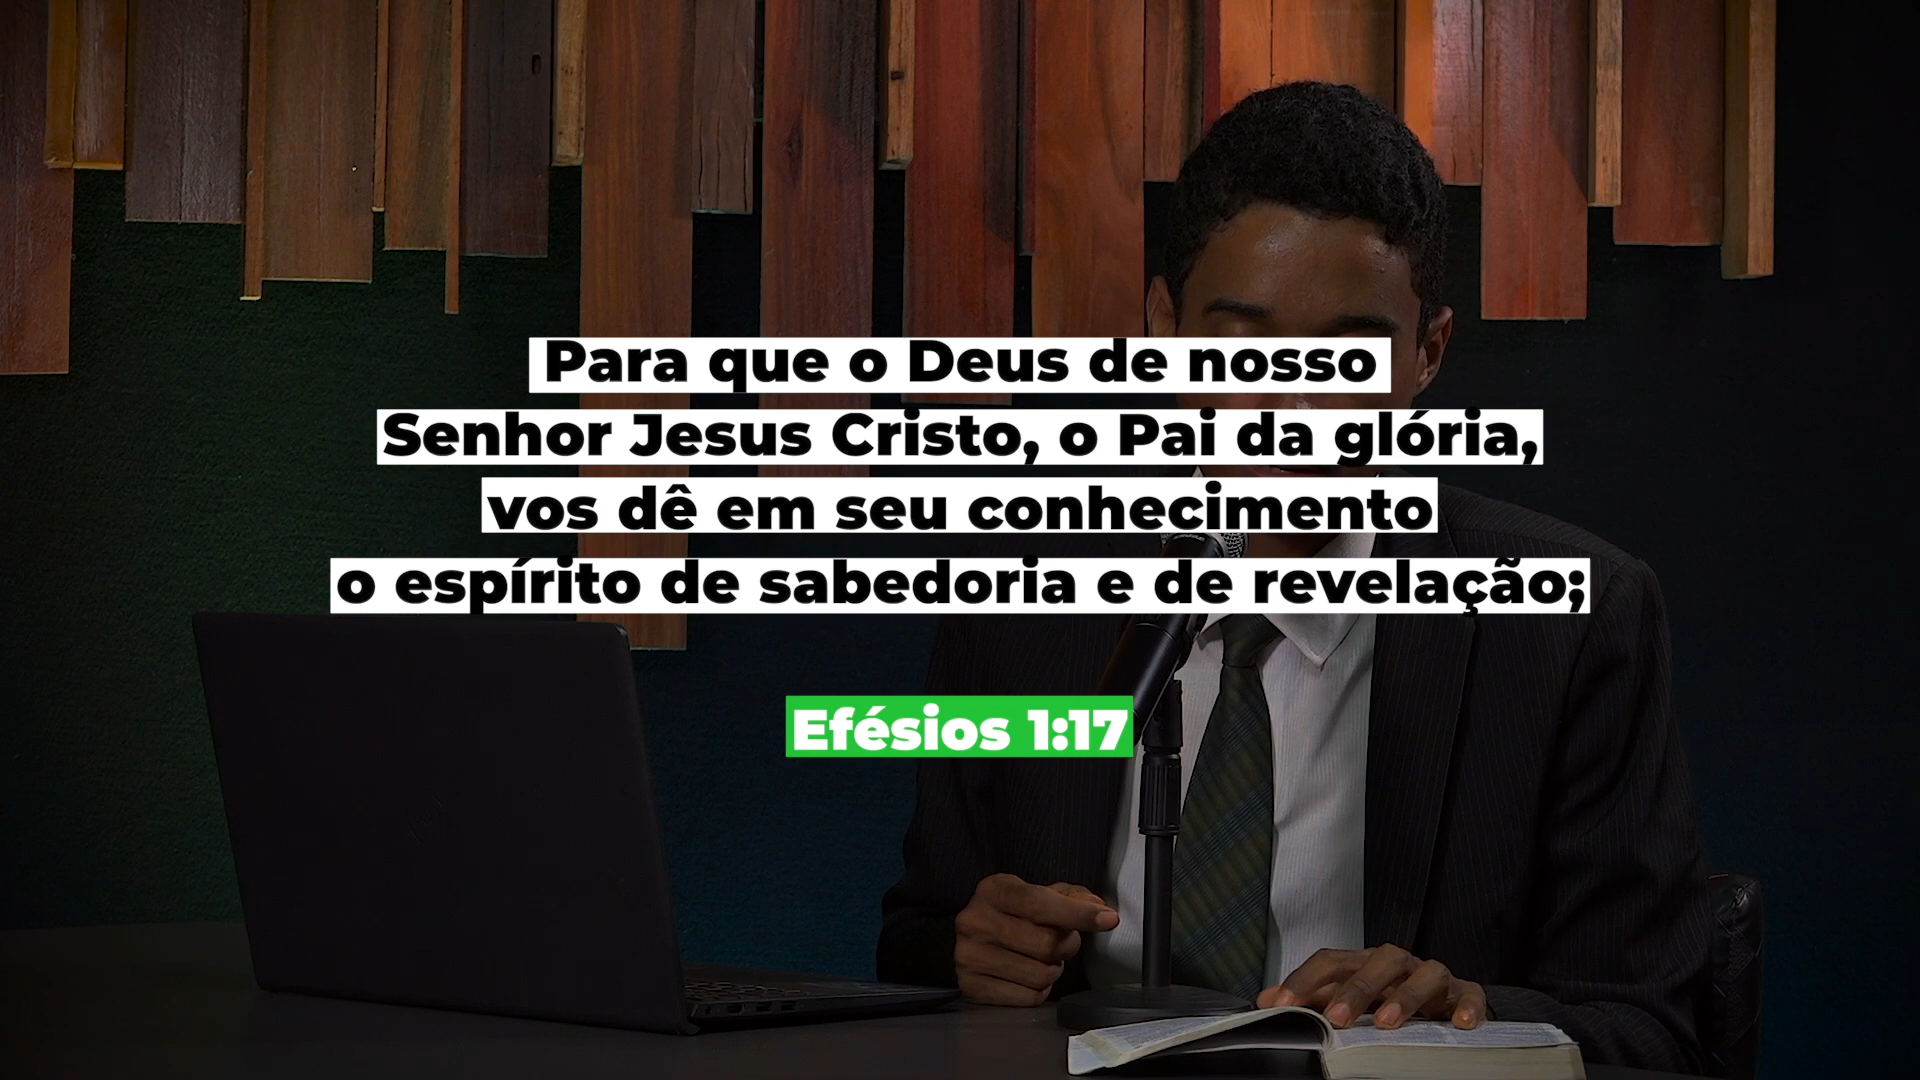 Para que o Deus de nosso
Senhor Jesus Cristo, o Pai da glória,
vos dê em seu conhecimento
o espírito de sabedoria e de revelação;
Efésios 1:17